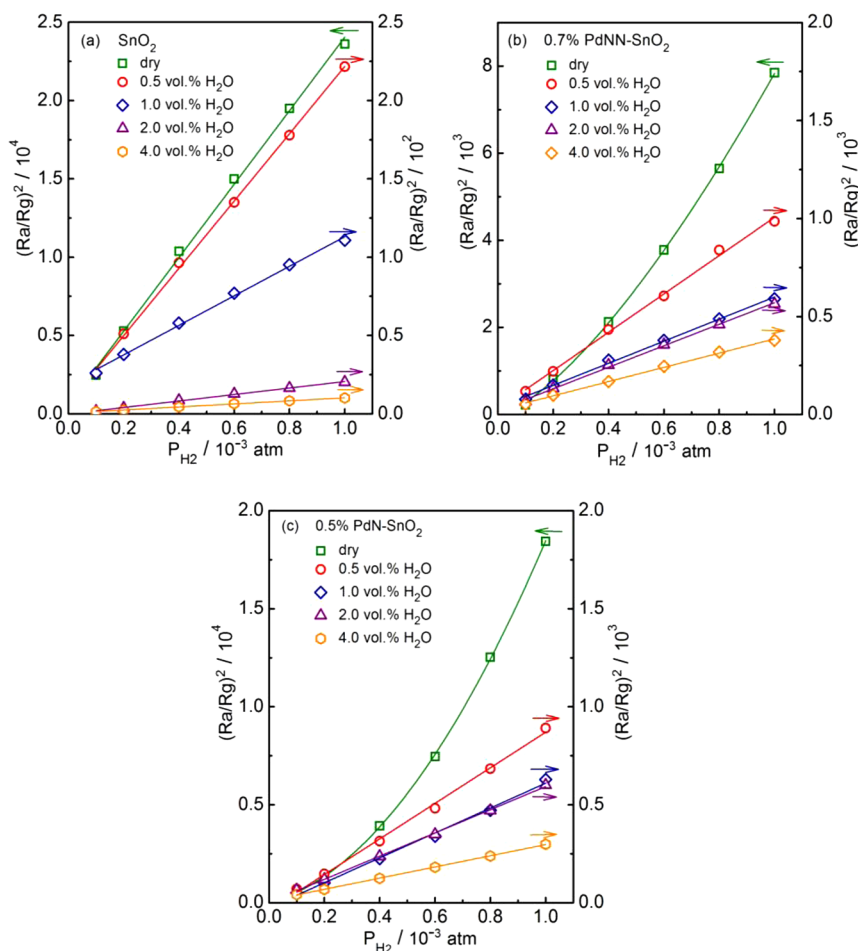 (a) SnO₂
dry
0.5 vol.% H₂O
1.0 vol.% H₂O
2.0 vol.% H₂O
4.0 vol.% H₂O
(Ra/Rg)² / 10⁴
2.5
2.0
1.5
1.0
0.5
0.0
2.5
2.0
1.5
1.0
0.5
0.0
(Ra/Rg)² / 10²
0.0 0.2 0.4 0.6 0.8 1.0
P_H2 / 10⁻³ atm
(b) 0.7% PdNN-SnO₂
dry
0.5 vol.% H₂O
1.0 vol.% H₂O
2.0 vol.% H₂O
4.0 vol.% H₂O
(Ra/Rg)² / 10³
8
6
4
2
0
2.0
1.5
1.0
0.5
0.0
(Ra/Rg)² / 10³
0.0 0.2 0.4 0.6 0.8 1.0
P_H2 / 10⁻³ atm
(c) 0.5% PdN-SnO₂
dry
0.5 vol.% H₂O
1.0 vol.% H₂O
2.0 vol.% H₂O
4.0 vol.% H₂O
(Ra/Rg)² / 10⁴
2.0
1.5
1.0
0.5
0.0
2.0
1.5
1.0
0.5
0.0
(Ra/Rg)² / 10³
0.0 0.2 0.4 0.6 0.8 1.0
P_H2 / 10⁻³ atm